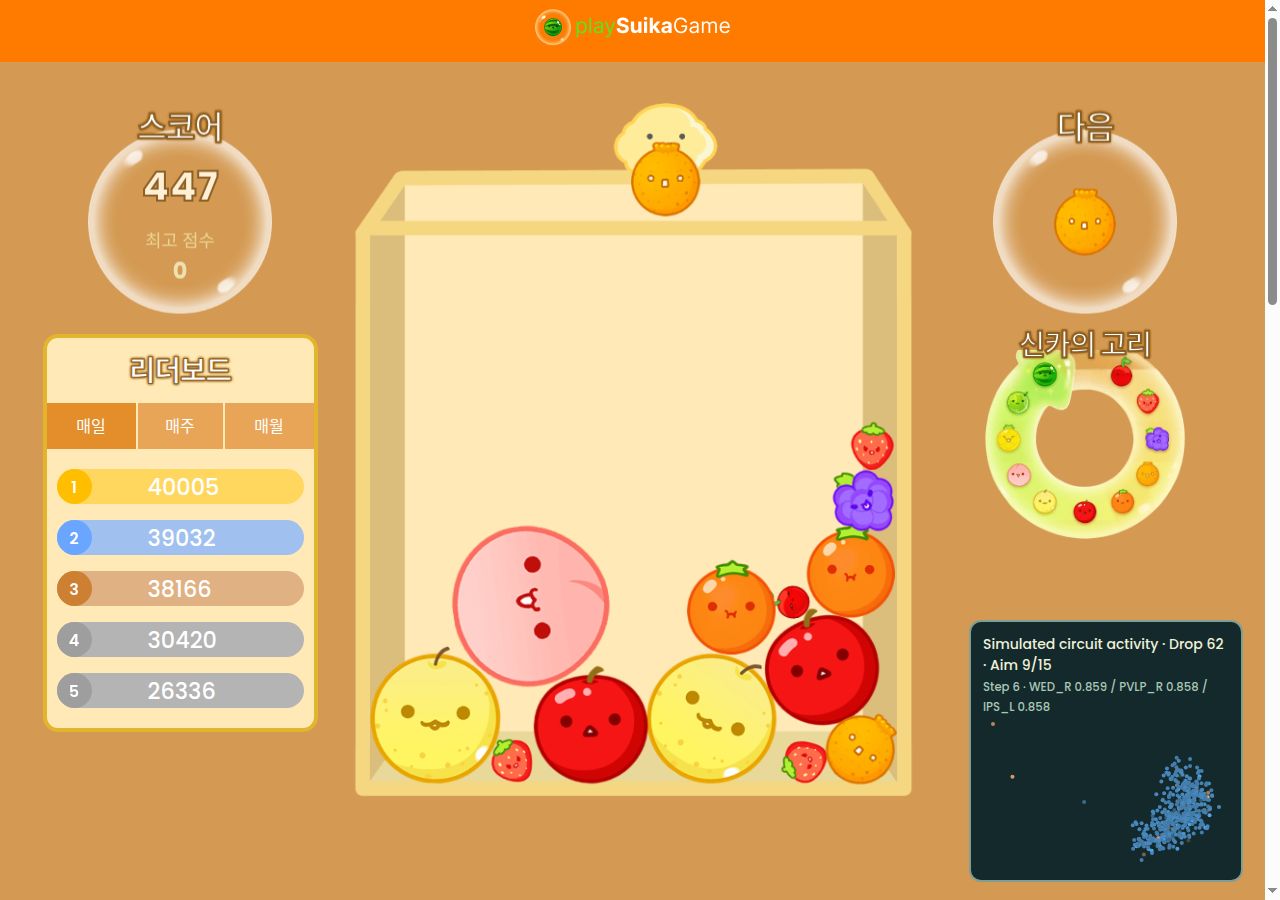 playSuikaGame
스코어
447
최고 점수
0
다음
신카의 고리
리더보드
매일
매주
매월
1 40005
2 39032
3 38166
4 30420
5 26336
Simulated circuit activity · Drop 62
· Aim 9/15
Step 6 · WED_R 0.859 / PVLP_R 0.858 /
IPS_L 0.858